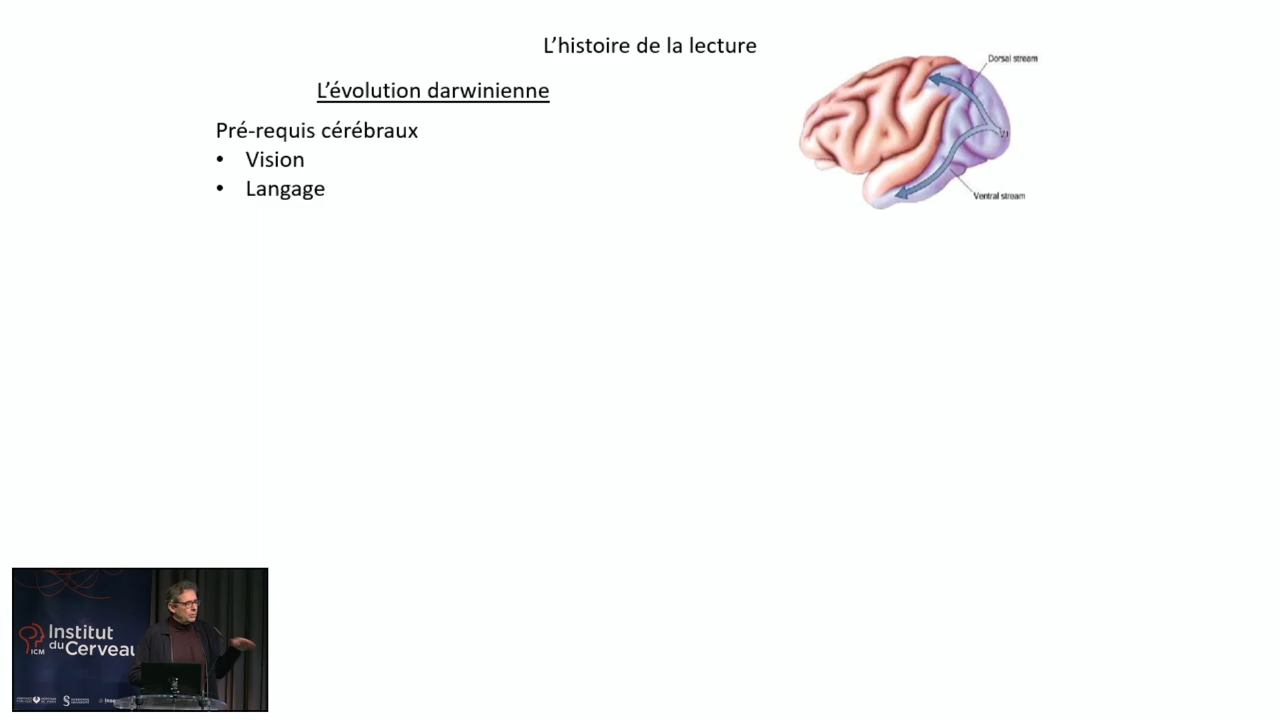 L'histoire de la lecture
L'évolution darwinienne
Pré-requis cérébraux
• Vision
• Langage
Dorsal stream
V1
Ventral stream
Institut
du Cerveau
ICM